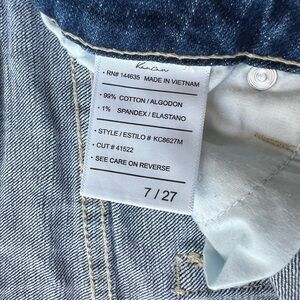 KanCan
• RN# 144635 MADE IN VIETNAM
• 99% COTTON / ALGODON
• 1% SPANDEX / ELASTANO
• STYLE / ESTILO # KC8627M
• CUT # 41522
• SEE CARE ON REVERSE
7 / 27